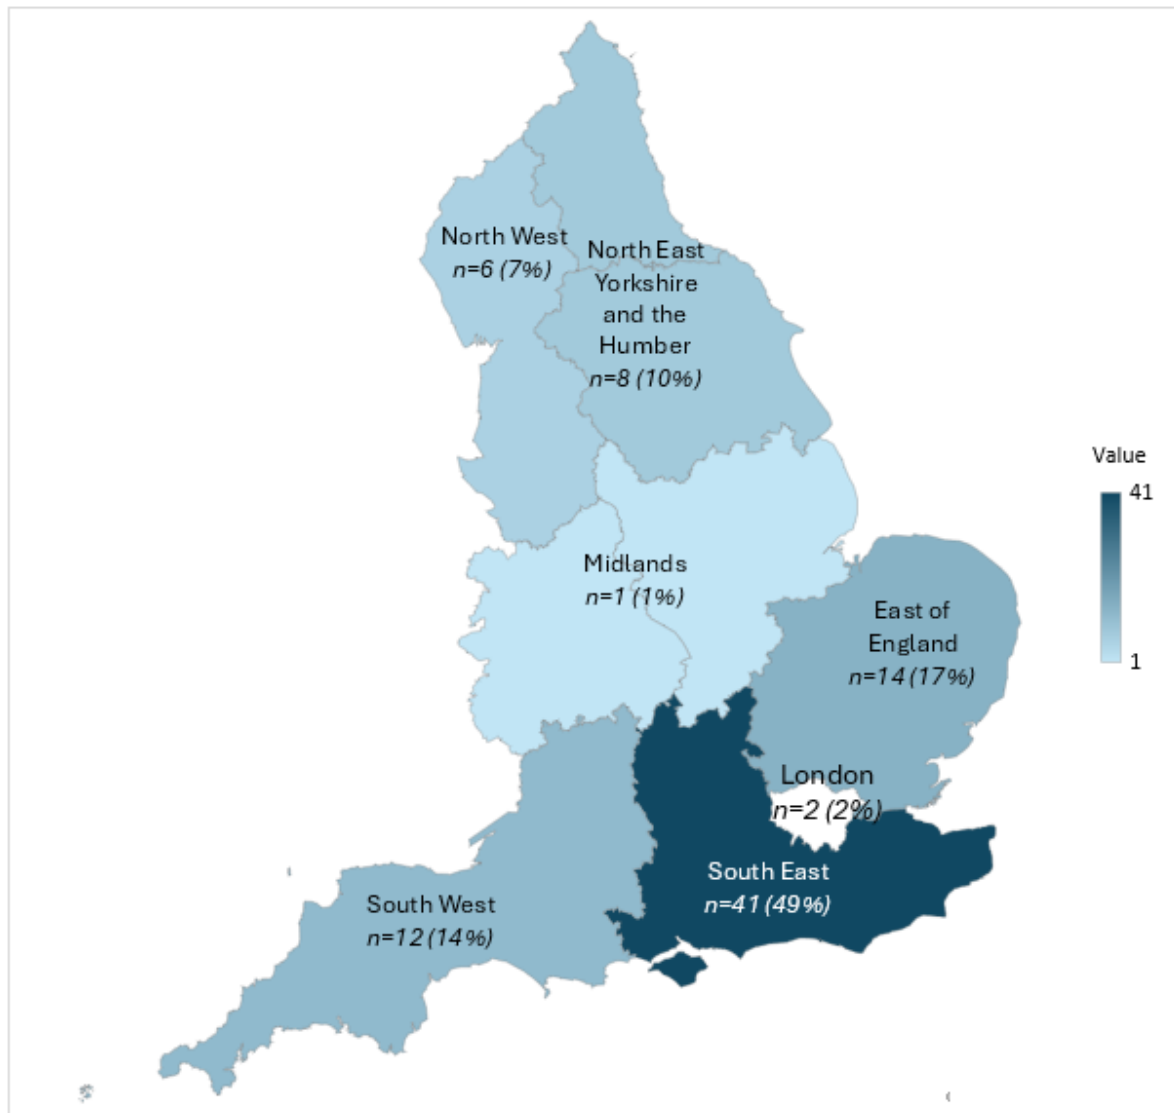 North West
n=6 (7%)
North East
Yorkshire
and the
Humber
n=8 (10%)
Value
41
1
Midlands
n=1 (1%)
East of
England
n=14 (17%)
London
n=2 (2%)
South East
n=41 (49%)
South West
n=12 (14%)